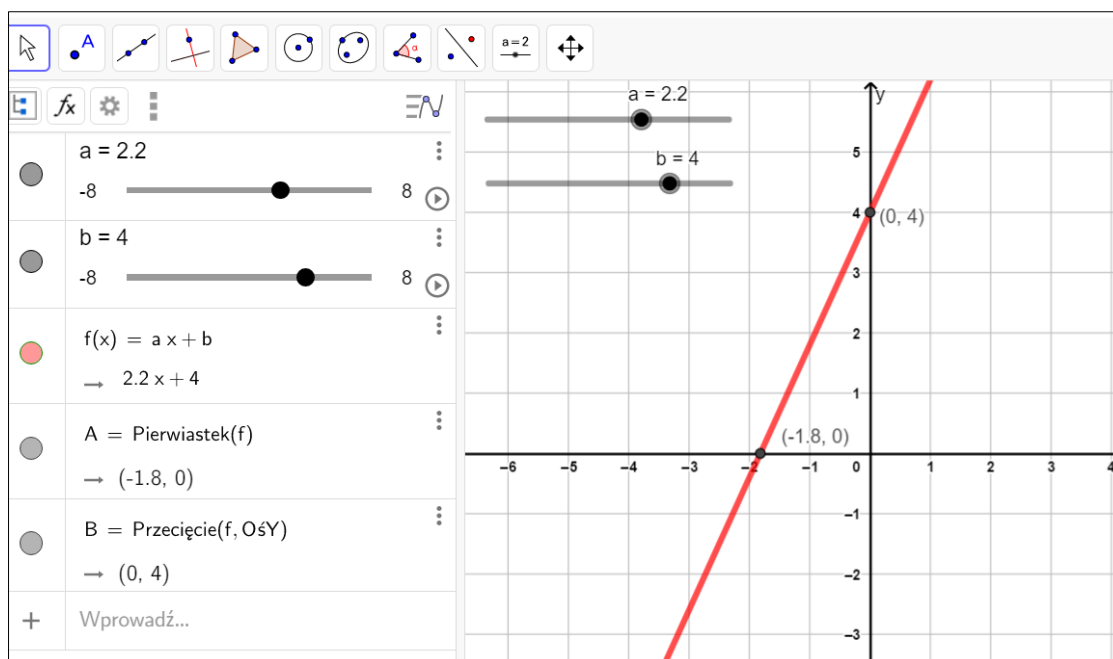 A
α
a=2
fx
a = 2.2
-8
8
b = 4
-8
8
f(x) = a x + b
→ 2.2 x + 4
A = Pierwiastek(f)
→ (-1.8, 0)
B = Przecięcie(f, OśY)
→ (0, 4)
+ Wprowadź...
a = 2.2
b = 4
y
5
4
(0, 4)
3
2
1
(-1.8, 0)
-6 -5 -4 -3 -2 -1 0 1 2 3 4
-1
-2
-3